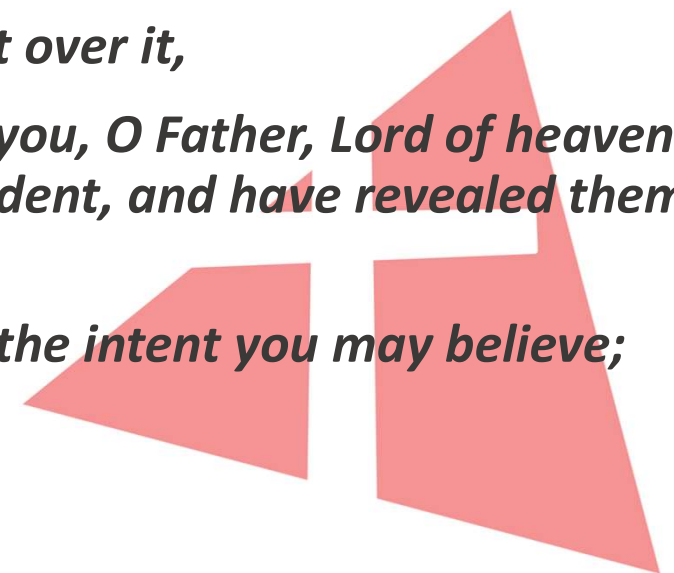 t over it,
you, O Father, Lord of heaven
dent, and have revealed them
the intent you may believe;